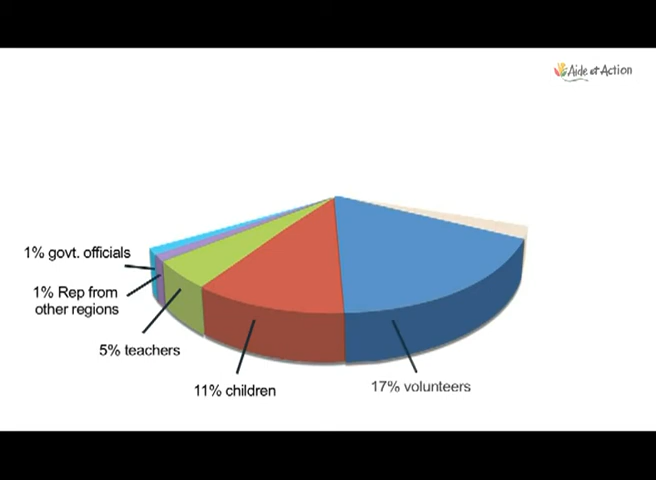 Aide et Action
1% govt. officials
1% Rep from
other regions
5% teachers
11% children
17% volunteers